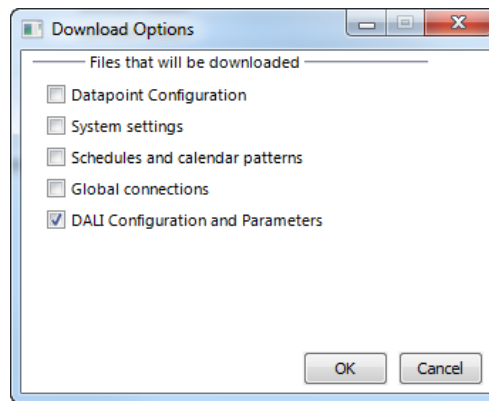 Download Options
Files that will be downloaded
Datapoint Configuration
System settings
Schedules and calendar patterns
Global connections
DALI Configuration and Parameters
OK Cancel